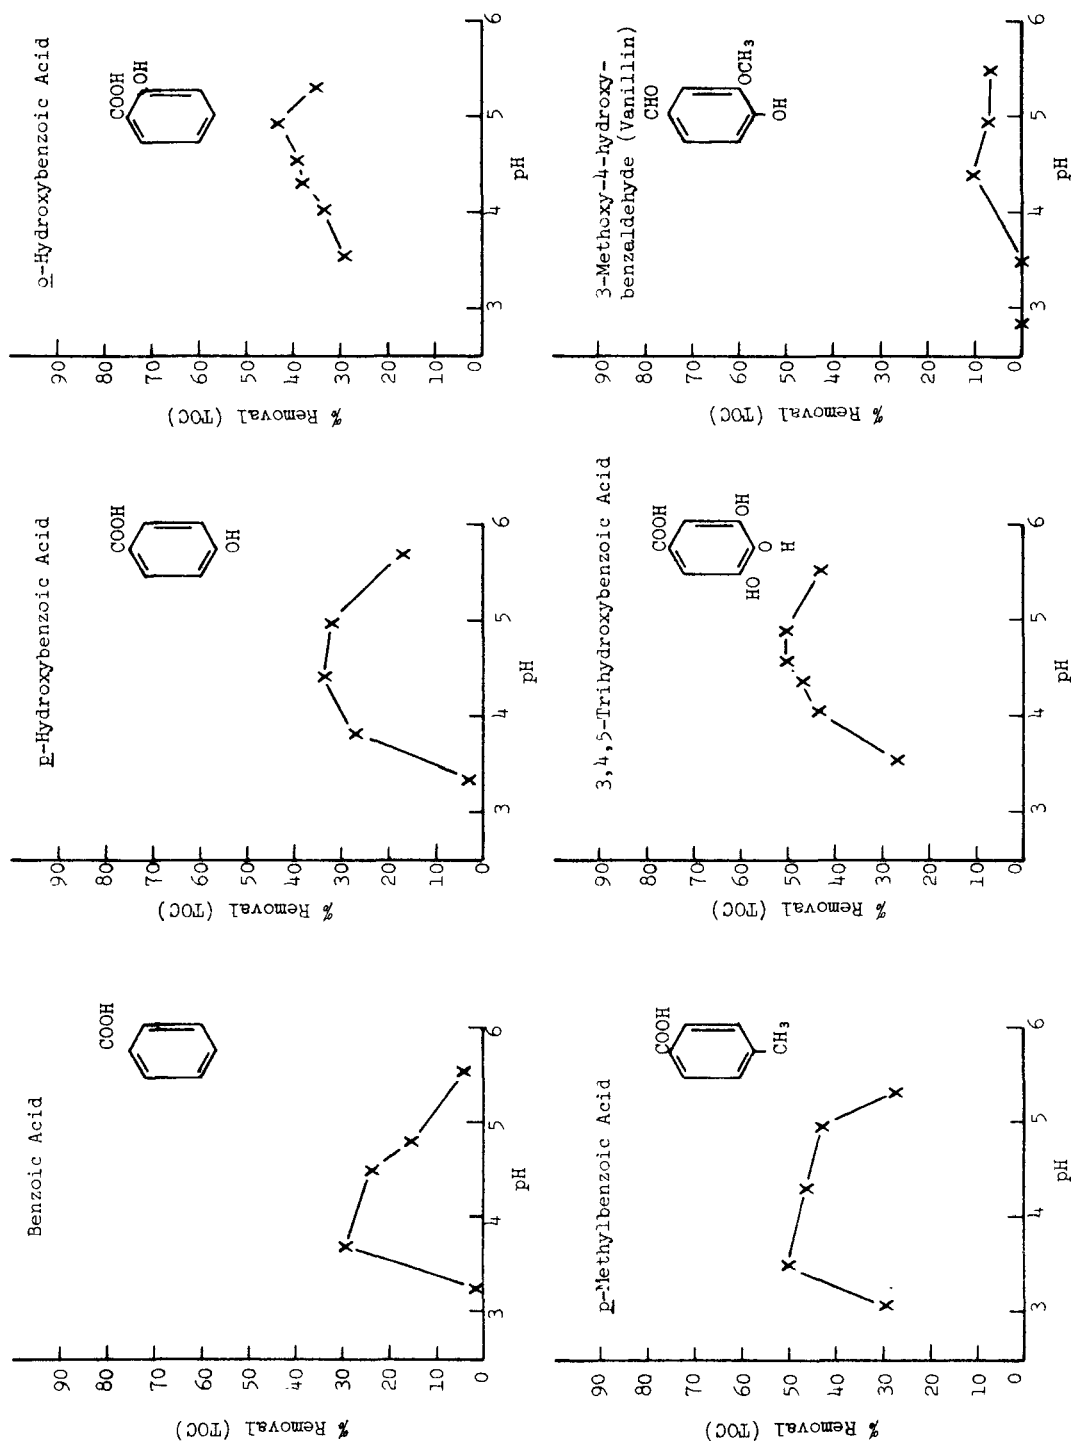 Benzoic Acid
COOH
90
80
70
60
50
40
30
20
10
0
% Removal (TOC)
3
4
5
6
pH
p-Hydroxybenzoic Acid
COOH
OH
90
80
70
60
50
40
30
20
10
0
% Removal (TOC)
3
4
5
6
pH
o-Hydroxybenzoic Acid
COOH
OH
90
80
70
60
50
40
30
20
10
0
% Removal (TOC)
3
4
5
6
pH
p-Methylbenzoic Acid
COOH
CH3
90
80
70
60
50
40
30
20
10
0
% Removal (TOC)
3
4
5
6
pH
3,4,5-Trihydroxybenzoic Acid
COOH
HO
OH
O
H
90
80
70
60
50
40
30
20
10
0
% Removal (TOC)
3
4
5
6
pH
3-Methoxy-4-hydroxy-
benzaldehyde (Vanillin)
CHO
OCH3
OH
90
80
70
60
50
40
30
20
10
0
% Removal (TOC)
3
4
5
6
pH